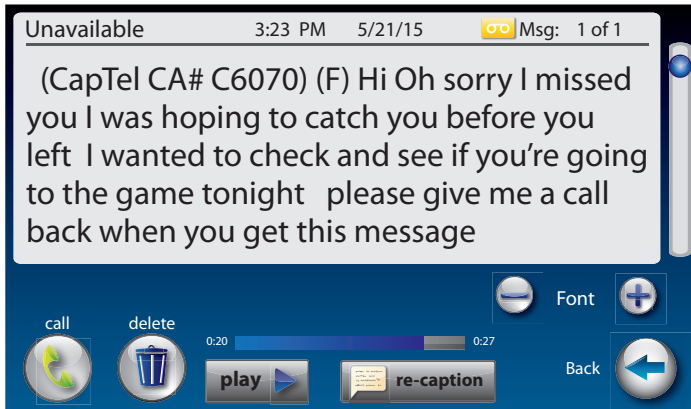 Unavailable 3:23 PM 5/21/15 Msg: 1 of 1
(CapTel CA# C6070) (F) Hi Oh sorry I missed
you I was hoping to catch you before you
left I wanted to check and see if you're going
to the game tonight please give me a call
back when you get this message
Font
call delete
0:20 0:27
Back
play re-caption